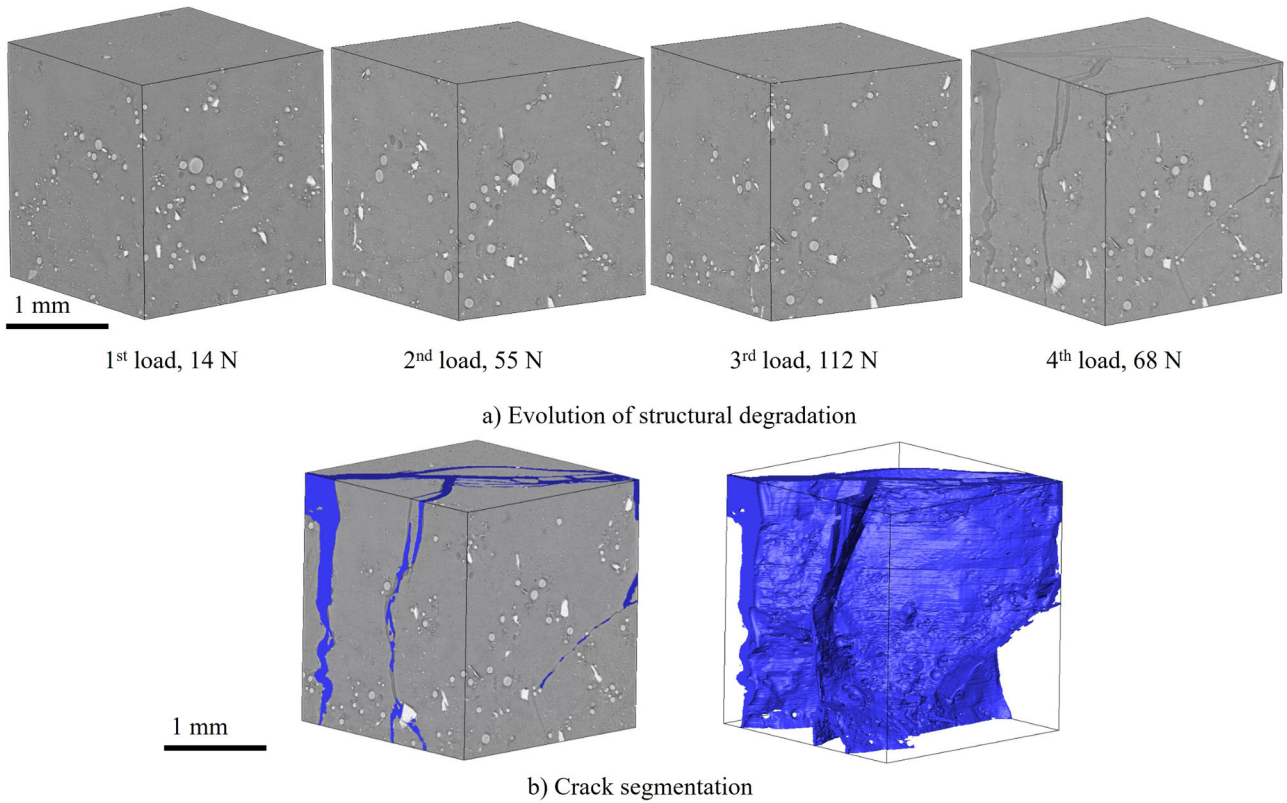 1 mm
1st load, 14 N
2nd load, 55 N
3rd load, 112 N
4th load, 68 N
a) Evolution of structural degradation
1 mm
b) Crack segmentation